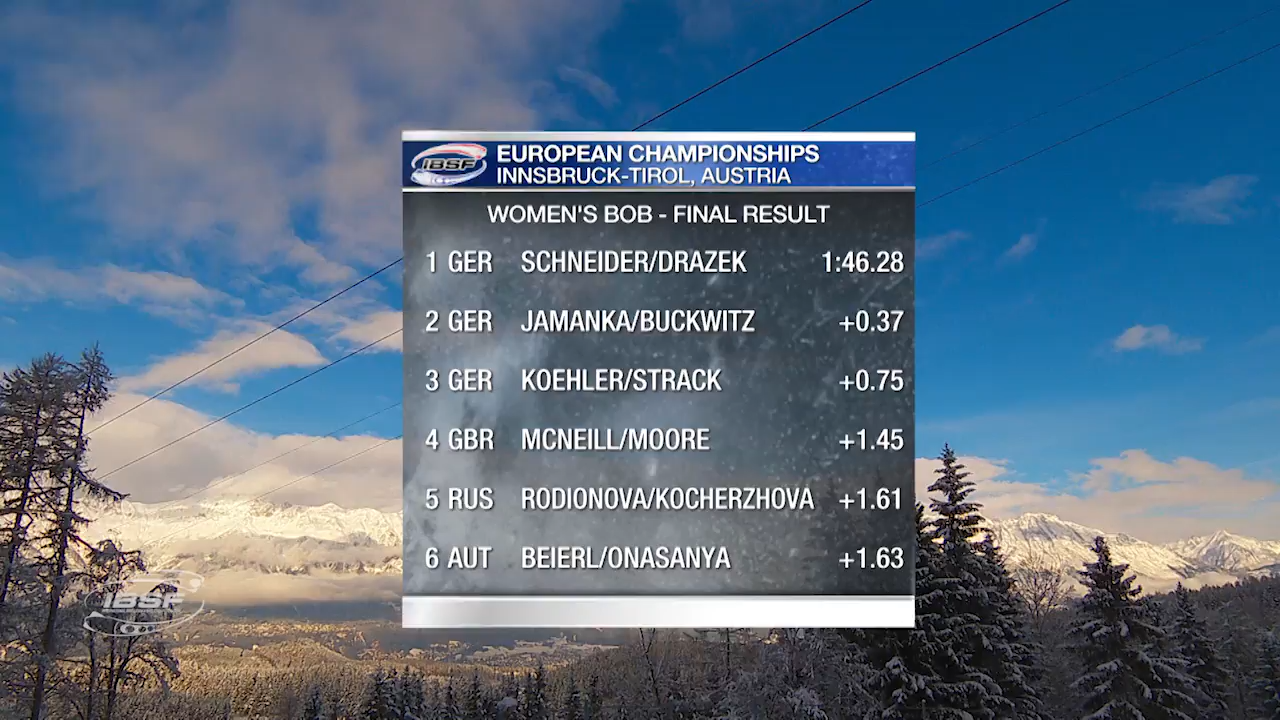 IBSF
EUROPEAN CHAMPIONSHIPS
INNSBRUCK-TIROL, AUSTRIA
WOMEN'S BOB - FINAL RESULT
1 GER SCHNEIDER/DRAZEK 1:46.28
2 GER JAMANKA/BUCKWITZ +0.37
3 GER KOEHLER/STRACK +0.75
4 GBR MCNEILL/MOORE +1.45
5 RUS RODIONOVA/KOCHERZHOVA +1.61
6 AUT BEIERL/ONASANYA +1.63
IBSF